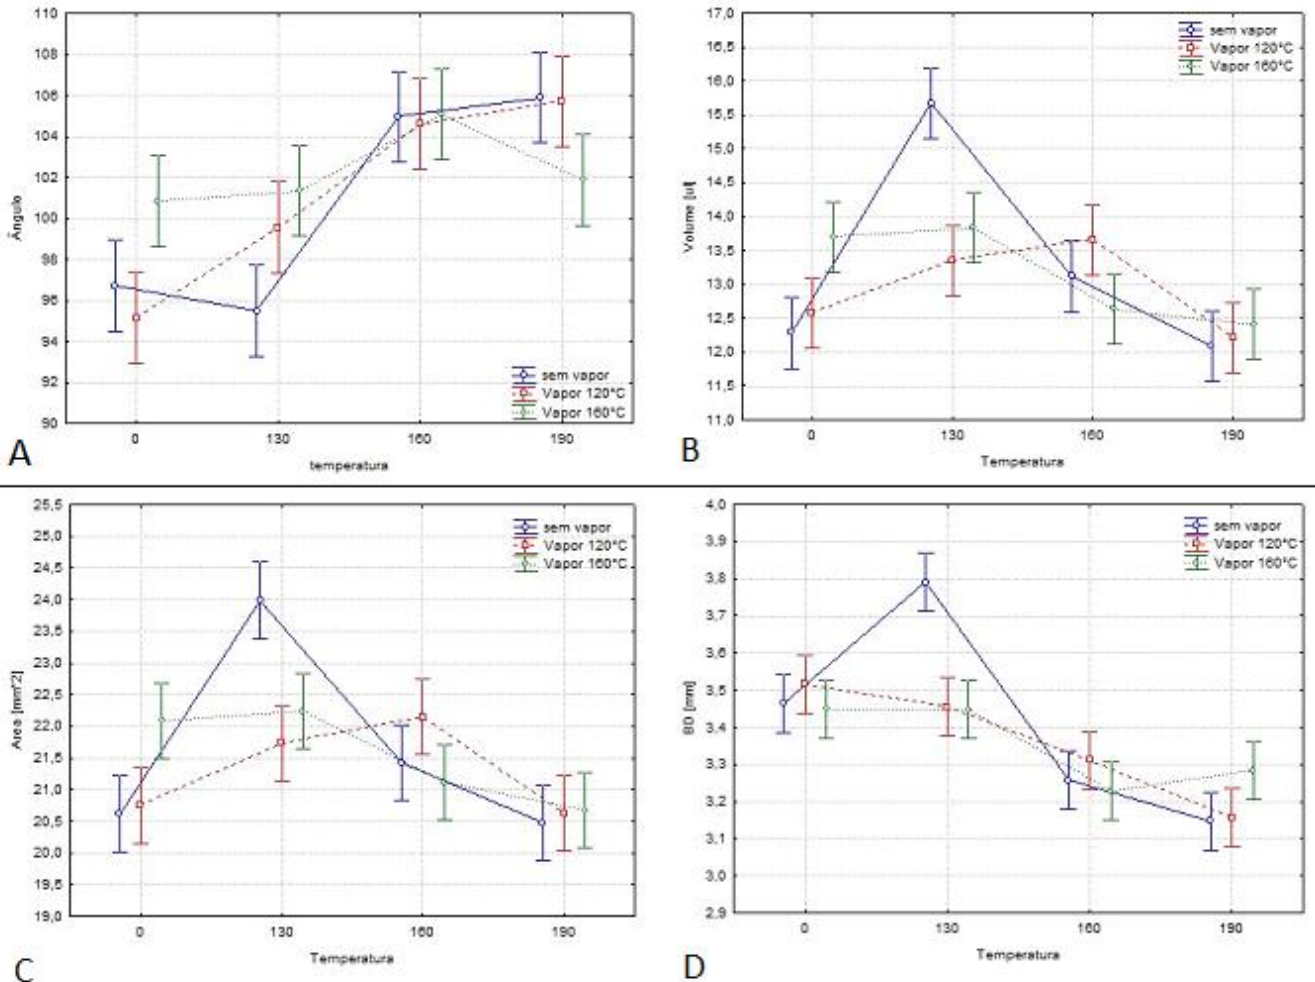 110
108
106
104
102
100
98
96
94
92
90
Ângulo
sem vapor
Vapor 120°C
Vapor 160°C
0 130 160 190
temperatura
A
17,0
16,5
16,0
15,5
15,0
14,5
14,0
13,5
13,0
12,5
12,0
11,5
11,0
Volume [ul]
sem vapor
Vapor 120°C
Vapor 160°C
0 130 160 190
Temperatura
B
25,5
25,0
24,5
24,0
23,5
23,0
22,5
22,0
21,5
21,0
20,5
20,0
19,5
19,0
Area [mm^2]
sem vapor
Vapor 120°C
Vapor 160°C
0 130 160 190
Temperatura
C
4,0
3,9
3,8
3,7
3,6
3,5
3,4
3,3
3,2
3,1
3,0
2,9
BD [mm]
sem vapor
Vapor 120°C
Vapor 160°C
0 130 160 190
Temperatura
D